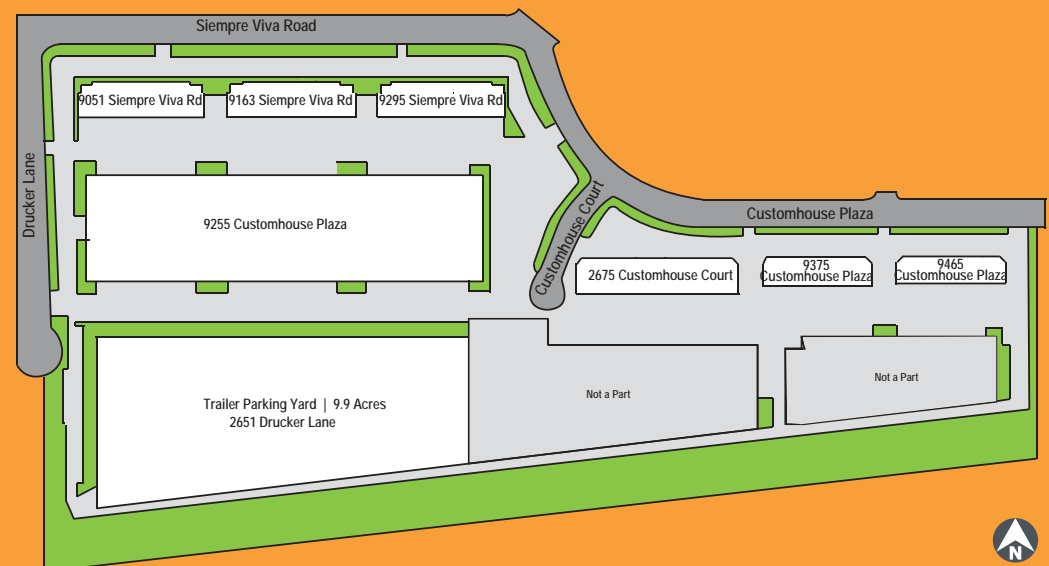 Siempre Viva Road
9051 Siempre Viva Rd
9163 Siempre Viva Rd
9295 Siempre Viva Rd
Drucker Lane
9255 Customhouse Plaza
Customhouse Court
Customhouse Plaza
2675 Customhouse Court
9375
Customhouse Plaza
9465
Customhouse Plaza
Trailer Parking Yard | 9.9 Acres
2651 Drucker Lane
Not a Part
Not a Part
N